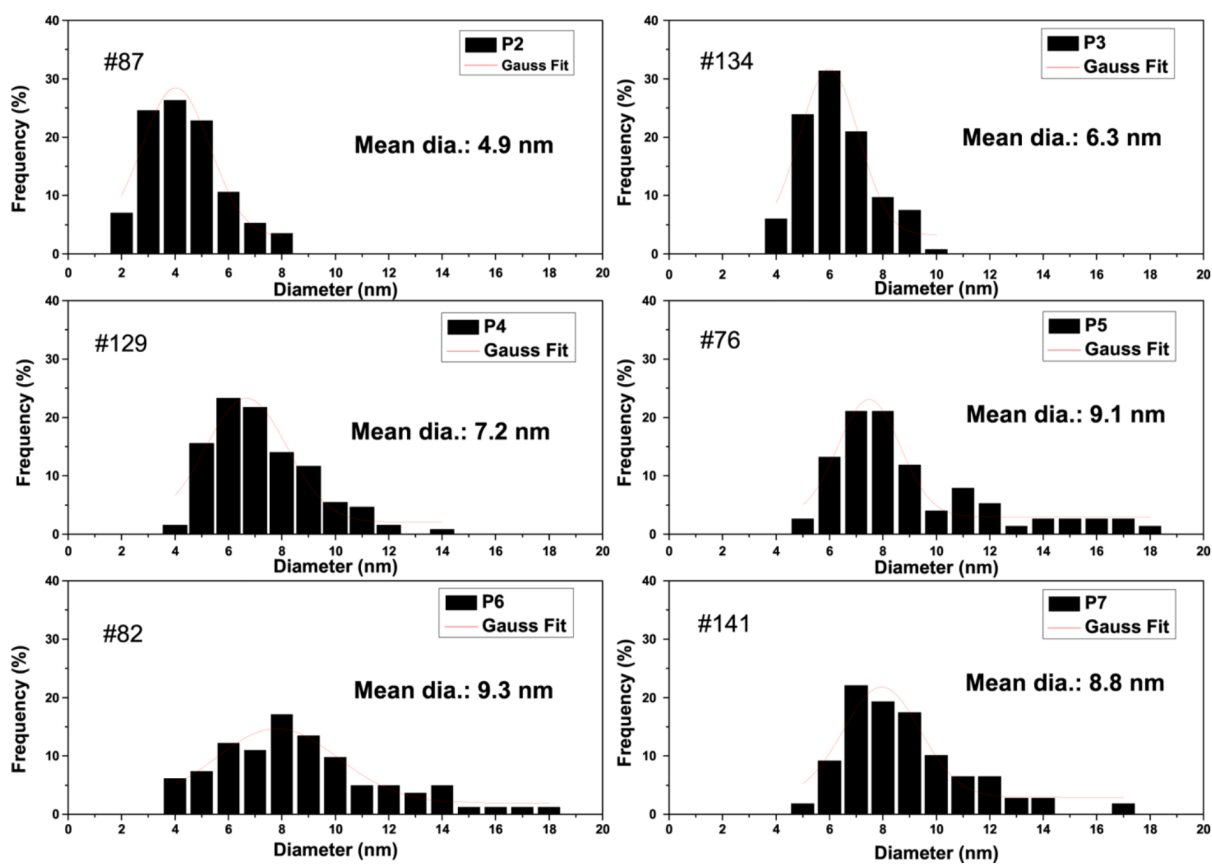 #87
P2
Gauss Fit
Mean dia.: 4.9 nm
Frequency (%)
40
30
20
10
0
0 2 4 6 8 10 12 14 16 18 20
Diameter (nm)
#134
P3
Gauss Fit
Mean dia.: 6.3 nm
Frequency (%)
40
30
20
10
0
0 2 4 6 8 10 12 14 16 18 20
Diameter (nm)
#129
P4
Gauss Fit
Mean dia.: 7.2 nm
Frequency (%)
40
30
20
10
0
0 2 4 6 8 10 12 14 16 18 20
Diameter (nm)
#76
P5
Gauss Fit
Mean dia.: 9.1 nm
Frequency (%)
40
30
20
10
0
0 2 4 6 8 10 12 14 16 18 20
Diameter (nm)
#82
P6
Gauss Fit
Mean dia.: 9.3 nm
Frequency (%)
40
30
20
10
0
0 2 4 6 8 10 12 14 16 18 20
Diameter (nm)
#141
P7
Gauss Fit
Mean dia.: 8.8 nm
Frequency (%)
40
30
20
10
0
0 2 4 6 8 10 12 14 16 18 20
Diameter (nm)